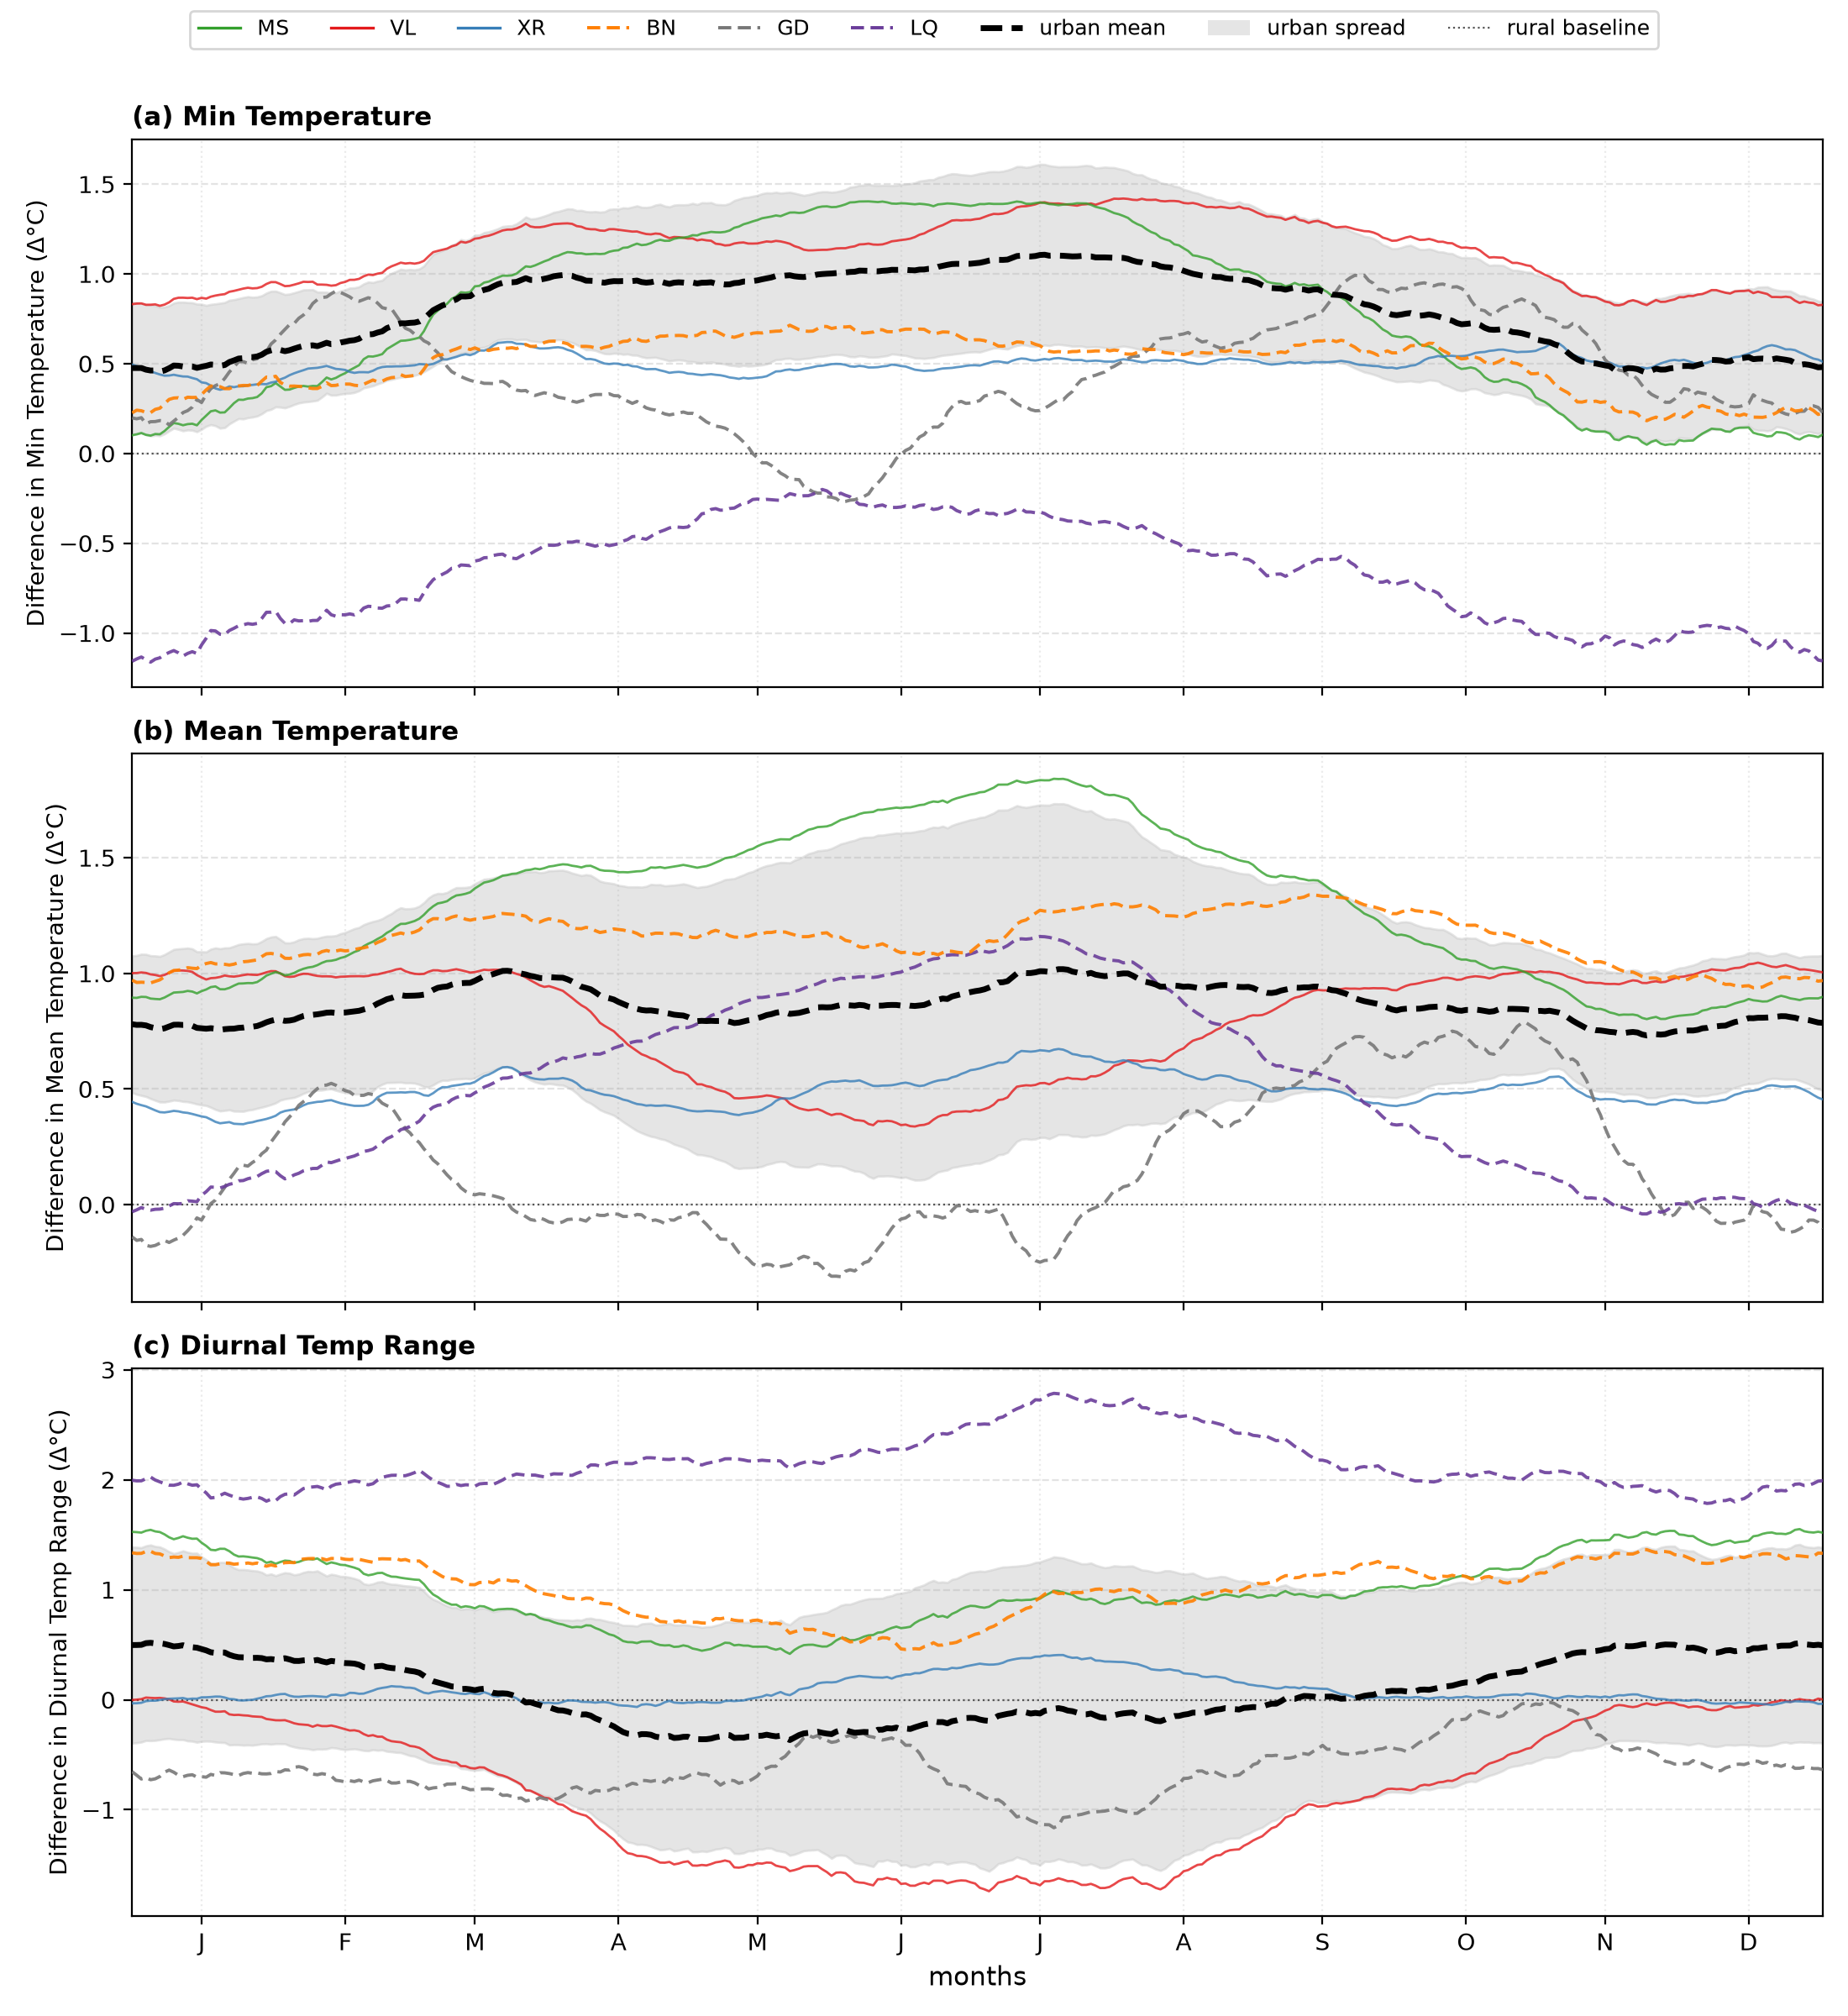 MS VL XR BN GD LQ urban mean urban spread rural baseline
(a) Min Temperature
Difference in Min Temperature (Δ°C)
1.5
1.0
0.5
0.0
−0.5
−1.0
(b) Mean Temperature
Difference in Mean Temperature (Δ°C)
1.5
1.0
0.5
0.0
(c) Diurnal Temp Range
Difference in Diurnal Temp Range (Δ°C)
3
2
1
0
−1
J F M A M J J A S O N D
months